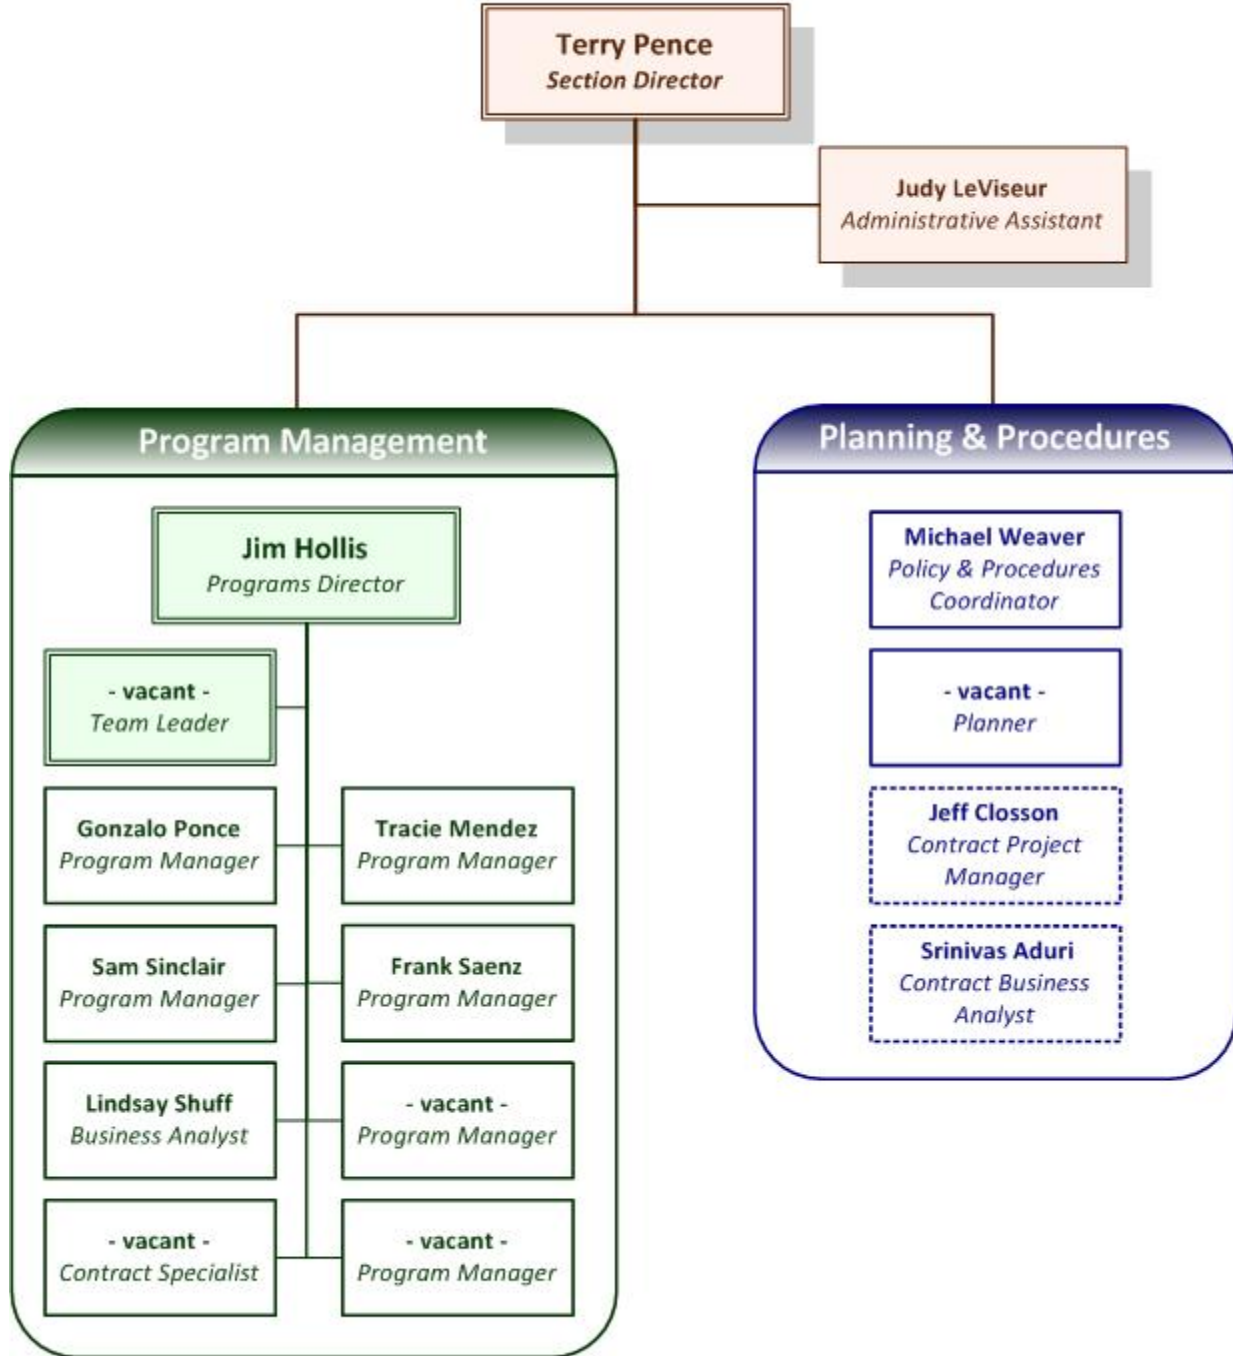 Terry Pence
Section Director
Judy LeViseur
Administrative Assistant
Program Management
Jim Hollis
Programs Director
- vacant -
Team Leader
Gonzalo Ponce
Program Manager
Tracie Mendez
Program Manager
Sam Sinclair
Program Manager
Frank Saenz
Program Manager
Lindsay Shuff
Business Analyst
- vacant -
Program Manager
- vacant -
Contract Specialist
- vacant -
Program Manager
Planning & Procedures
Michael Weaver
Policy & Procedures
Coordinator
- vacant -
Planner
Jeff Closson
Contract Project
Manager
Srinivas Aduri
Contract Business
Analyst